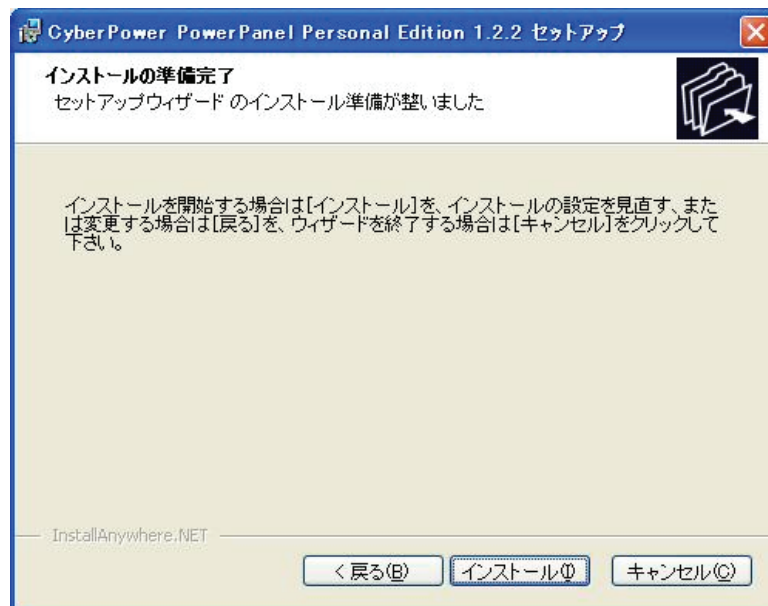 CyberPower PowerPanel Personal Edition 1.2.2 セットアップ
インストールの準備完了
セットアップウィザード のインストール準備が整いました
インストールを開始する場合は[インストール]を、インストールの設定を見直す、また
は変更する場合は[戻る]を、ウィザードを終了する場合は[キャンセル]をクリックして
下さい。
InstallAnywhere.NET
< 戻る(B) インストール(I) キャンセル(C)